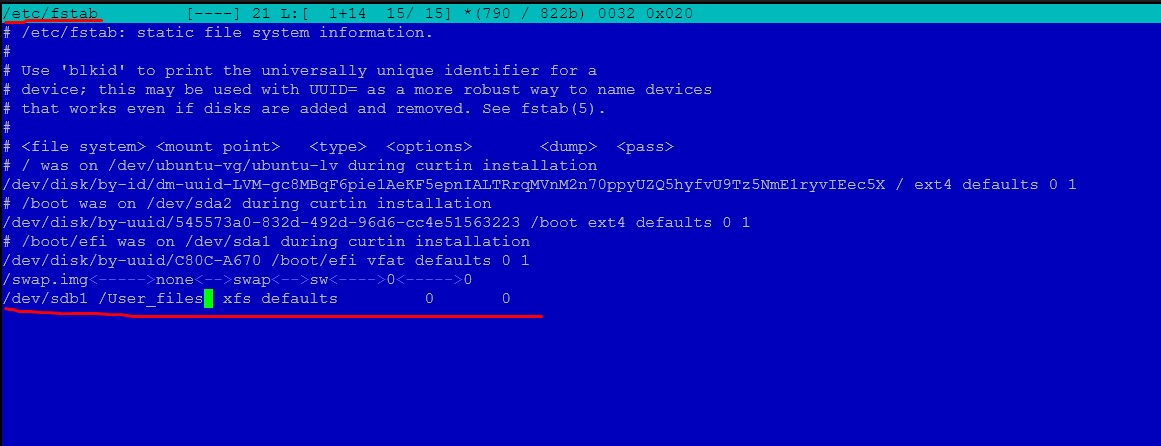 /etc/fstab [----] 21 L:[ 1+14 15/ 15] *(790 / 822b) 0032 0x020
# /etc/fstab: static file system information.
#
# Use 'blkid' to print the universally unique identifier for a
# device; this may be used with UUID= as a more robust way to name devices
# that works even if disks are added and removed. See fstab(5).
#
# <file system> <mount point> <type> <options> <dump> <pass>
# / was on /dev/ubuntu-vg/ubuntu-lv during curtin installation
/dev/disk/by-id/dm-uuid-LVM-gc8MBqF6pie1AeKF5epnIALTRrqMVnM2n70ppyUZQ5hyfvU9Tz5NmE1ryvIEec5X / ext4 defaults 0 1
# /boot was on /dev/sda2 during curtin installation
/dev/disk/by-uuid/545573a0-832d-492d-96d6-cc4e51563223 /boot ext4 defaults 0 1
# /boot/efi was on /dev/sda1 during curtin installation
/dev/disk/by-uuid/C80C-A670 /boot/efi vfat defaults 0 1
/swap.img<----->none<-->swap<-->sw<---->0<----->0
/dev/sdb1 /User_files xfs defaults 0 0